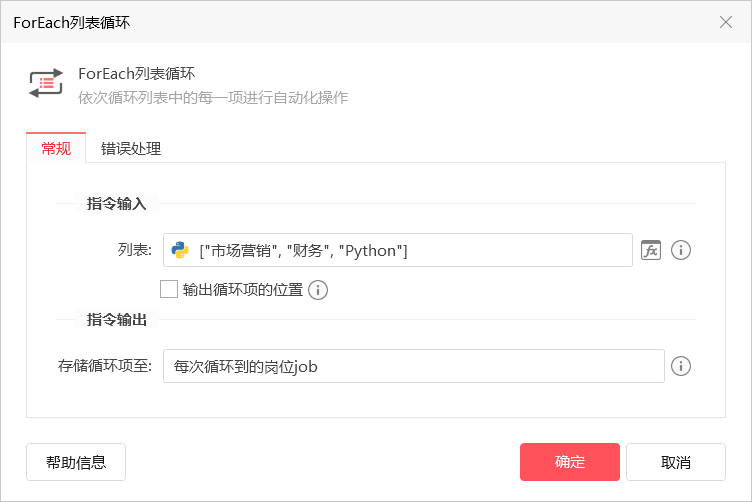 ForEach列表循环
ForEach列表循环
依次循环列表中的每一项进行自动化操作
常规 错误处理
指令输入
列表: ["市场营销", "财务", "Python"] fx
输出循环项的位置
指令输出
存储循环项至: 每次循环到的岗位job
帮助信息 确定 取消